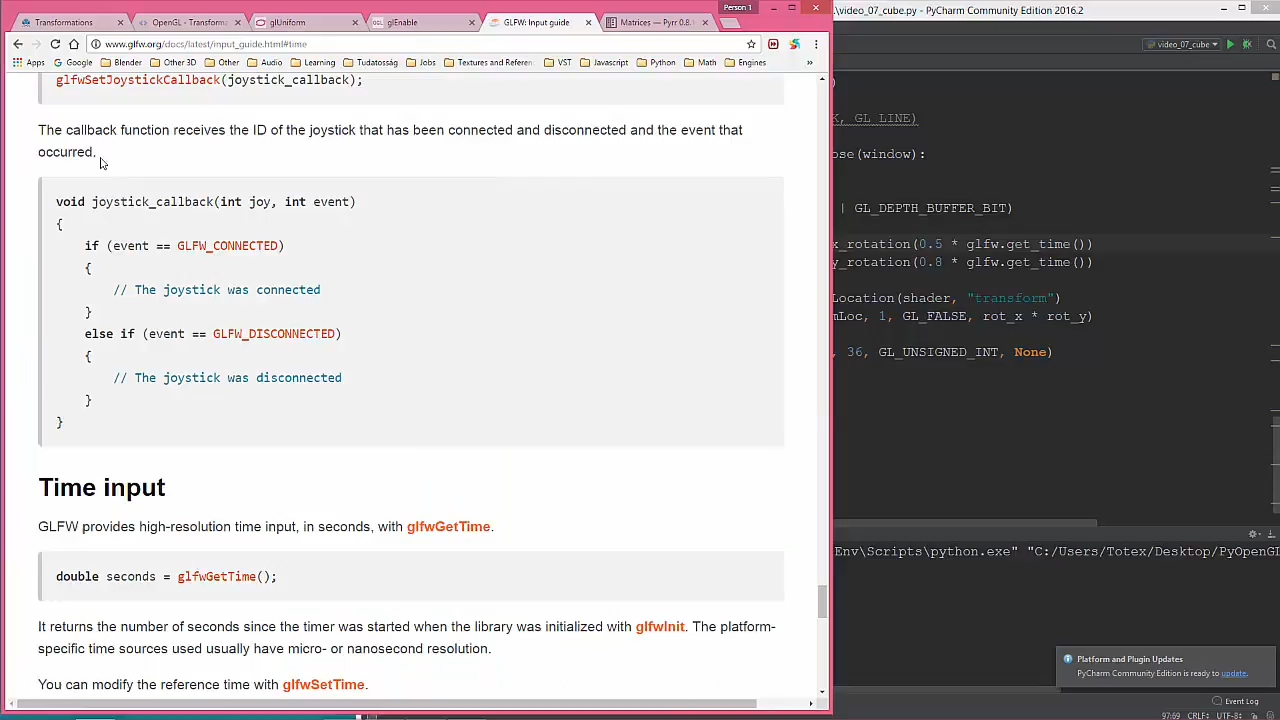 Person 1
Transformations
OpenGL - Transforma
glUniform
glEnable
GLFW: Input guide
Matrices — Pyrr 0.8.
video_07_cube.py - PyCharm Community Edition 2016.2
www.glfw.org/docs/latest/input_guide.html#time
video_07_cube
Apps Google Blender Other 3D Other Audio Learning Tutadosság Jobs Textures and Referen VST Javascript Python Math Engines »
glfwSetJoystickCallback(joystick_callback);
The callback function receives the ID of the joystick that has been connected and disconnected and the event that
occurred.
void joystick_callback(int joy, int event)
{
if (event == GLFW_CONNECTED)
{
// The joystick was connected
}
else if (event == GLFW_DISCONNECTED)
{
// The joystick was disconnected
}
}
Time input
GLFW provides high-resolution time input, in seconds, with glfwGetTime.
double seconds = glfwGetTime();
It returns the number of seconds since the timer was started when the library was initialized with glfwInit. The platform-
specific time sources used usually have micro- or nanosecond resolution.
You can modify the reference time with glfwSetTime.
)
, GL_LINE)
ose(window):
| GL_DEPTH_BUFFER_BIT)
x_rotation(0.5 * glfw.get_time())
y_rotation(0.8 * glfw.get_time())
Location(shader, "transform")
mLoc, 1, GL_FALSE, rot_x * rot_y)
, 36, GL_UNSIGNED_INT, None)
Env\Scripts\python.exe" "C:/Users/Totex/Desktop/PyOpenGL
Platform and Plugin Updates
PyCharm Community Edition is ready to update.
Event Log
97:69 CRLF: UTF-8: